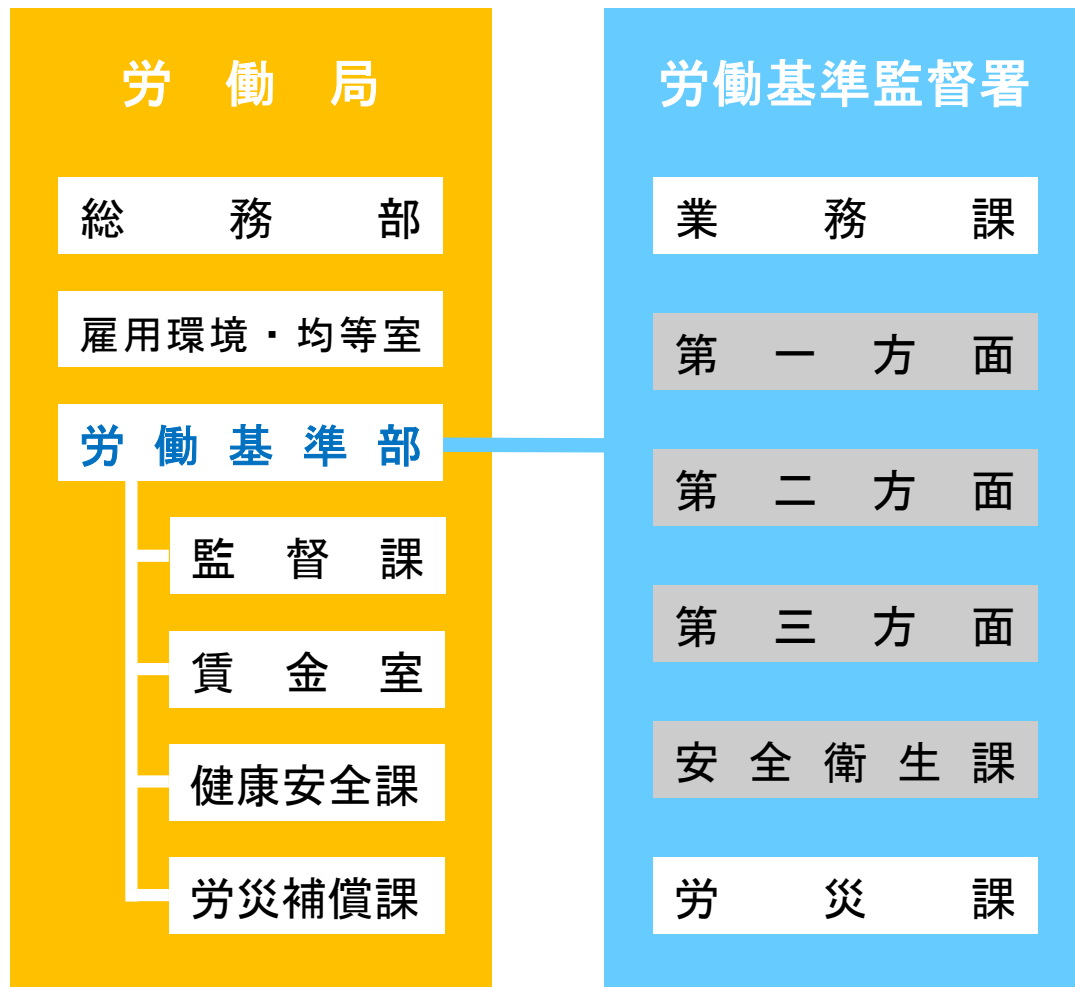 労働局
総務部
雇用環境・均等室
労働基準部
監督課
賃金室
健康安全課
労災補償課
労働基準監督署
業務課
第一方面
第二方面
第三方面
安全衛生課
労災課